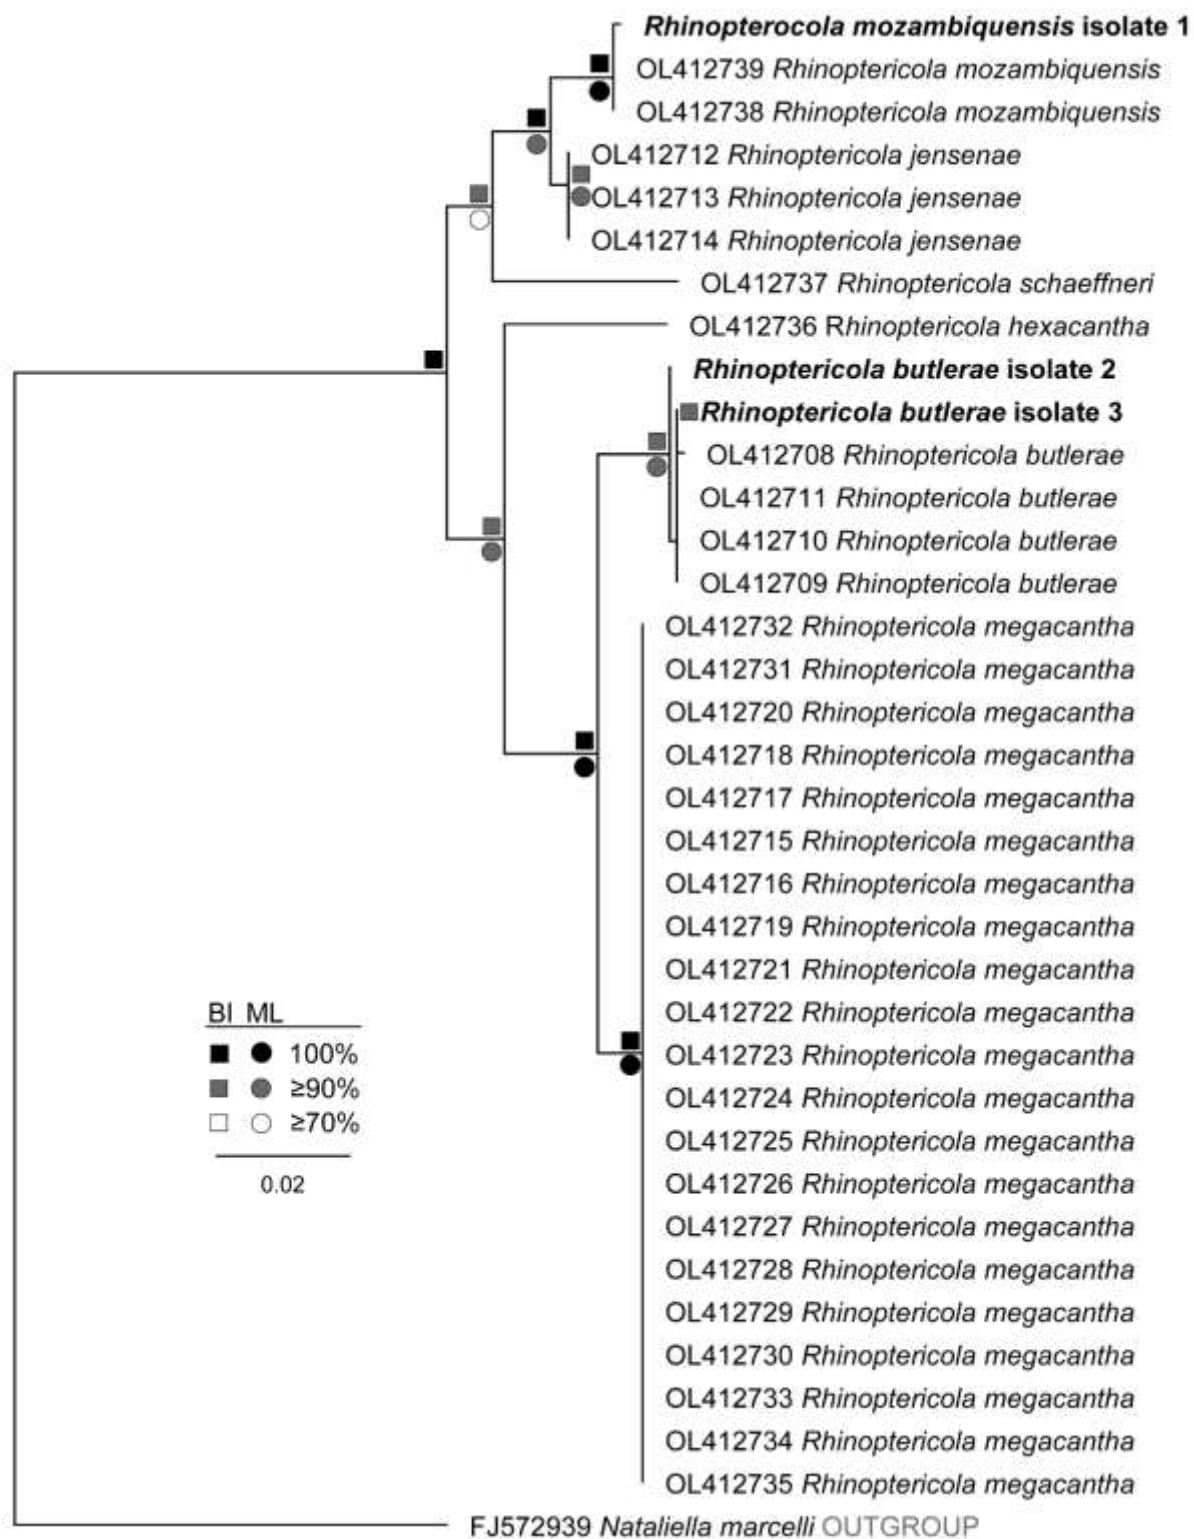 Rhinopterocola mozambiquensis isolate 1
OL412739 Rhinoptericola mozambiquensis
OL412738 Rhinoptericola mozambiquensis
OL412712 Rhinoptericola jensenae
OL412713 Rhinoptericola jensenae
OL412714 Rhinoptericola jensenae
OL412737 Rhinoptericola schaeffneri
OL412736 Rhinoptericola hexacantha
Rhinoptericola butlerae isolate 2
Rhinoptericola butlerae isolate 3
OL412708 Rhinoptericola butlerae
OL412711 Rhinoptericola butlerae
OL412710 Rhinoptericola butlerae
OL412709 Rhinoptericola butlerae
OL412732 Rhinoptericola megacantha
OL412731 Rhinoptericola megacantha
OL412720 Rhinoptericola megacantha
OL412718 Rhinoptericola megacantha
OL412717 Rhinoptericola megacantha
OL412715 Rhinoptericola megacantha
OL412716 Rhinoptericola megacantha
OL412719 Rhinoptericola megacantha
OL412721 Rhinoptericola megacantha
OL412722 Rhinoptericola megacantha
OL412723 Rhinoptericola megacantha
OL412724 Rhinoptericola megacantha
OL412725 Rhinoptericola megacantha
OL412726 Rhinoptericola megacantha
OL412727 Rhinoptericola megacantha
OL412728 Rhinoptericola megacantha
OL412729 Rhinoptericola megacantha
OL412730 Rhinoptericola megacantha
OL412733 Rhinoptericola megacantha
OL412734 Rhinoptericola megacantha
OL412735 Rhinoptericola megacantha
FJ572939 Nataliella marcelli OUTGROUP
BI ML
100%
≥90%
≥70%
0.02